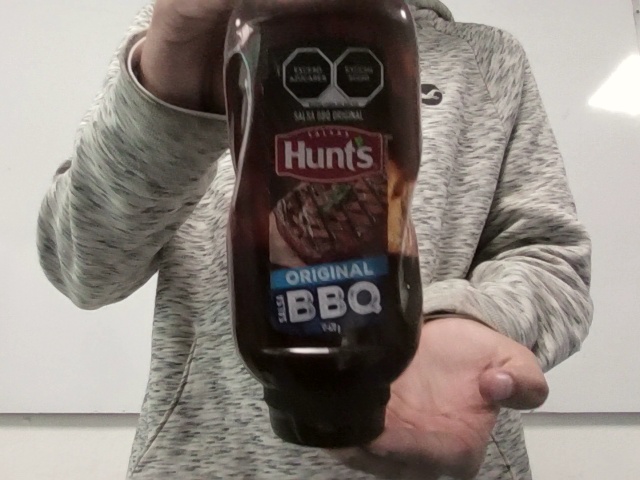 EXCESO EXCESO
AZÚCARES SODIO
SALSA BBQ ORIGINAL
SALSAS
Hunt's
ORIGINAL
SALSA BBQ